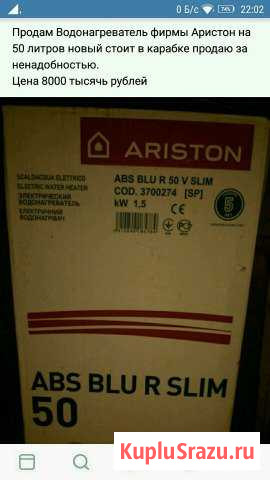 0 Б/с 22:02
Продам Водонагреватель фирмы Аристон на
50 литров новый стоит в карабке продаю за
ненадобностью.
Цена 8000 тысячь рублей
ARISTON
SCALDACQUA ELETTRICO
ELECTRIC WATER HEATER
ЭЛЕКТРИЧЕСКИЙ
ВОДОНАГРЕВАТЕЛЬ
ЕЛЕКТРИЧНИЙ
ВОДОНАГРІВАЧ
ABS BLU R 50 V SLIM
COD. 3700274 [SP]
kW 1,5
CE
5
ABS BLU R SLIM
50
KupluSrazu.ru